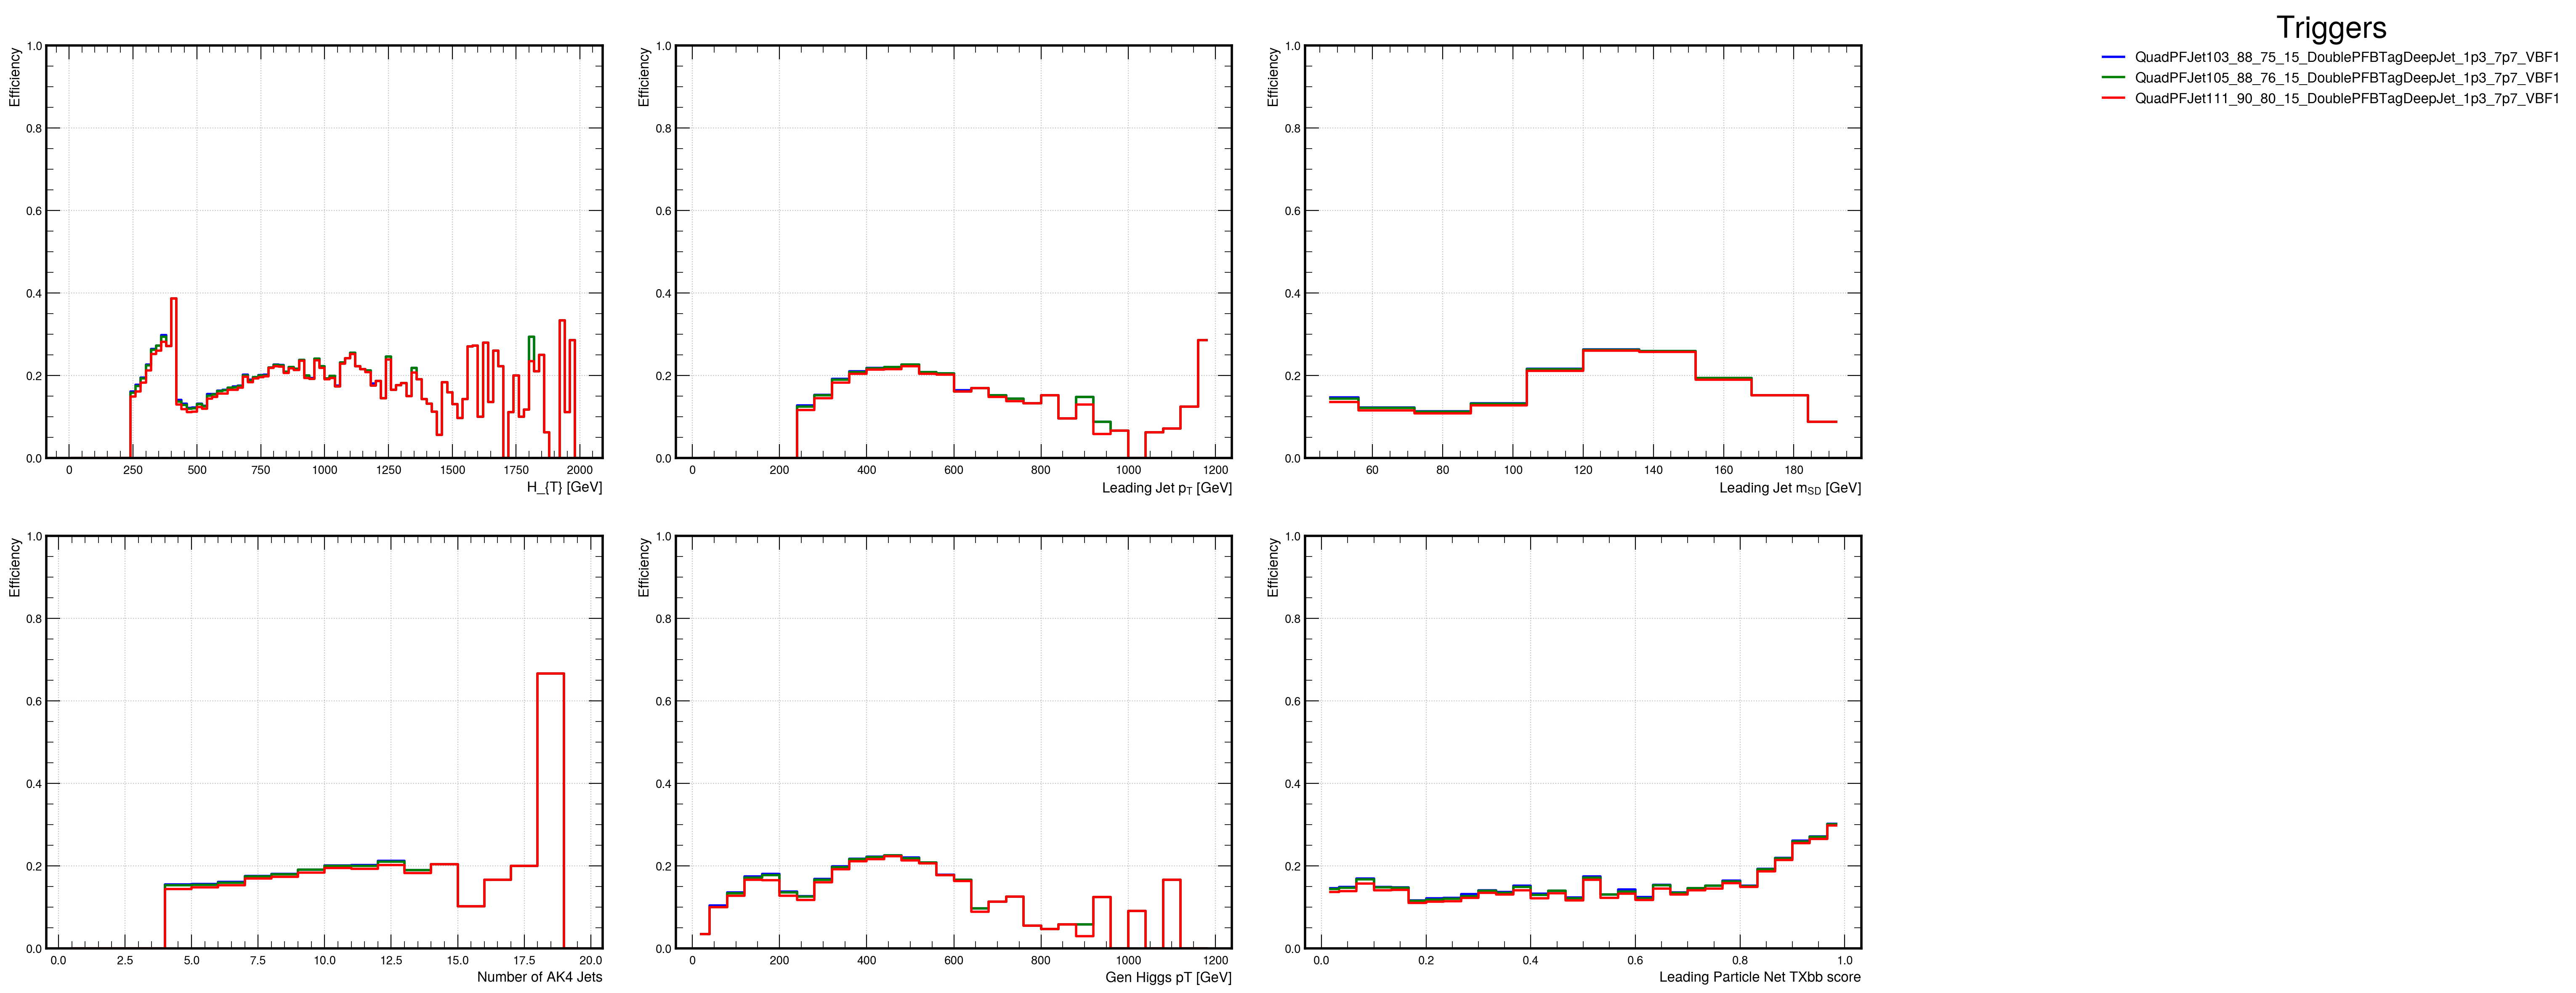 Triggers
QuadPFJet103_88_75_15_DoublePFBTagDeepJet_1p3_7p7_VBF1
QuadPFJet105_88_76_15_DoublePFBTagDeepJet_1p3_7p7_VBF1
QuadPFJet111_90_80_15_DoublePFBTagDeepJet_1p3_7p7_VBF1
Efficiency
1.0
0.8
0.6
0.4
0.2
0.0
0 250 500 750 1000 1250 1500 1750 2000
H_{T} [GeV]
Efficiency
1.0
0.8
0.6
0.4
0.2
0.0
0 200 400 600 800 1000 1200
Leading Jet pT [GeV]
Efficiency
1.0
0.8
0.6
0.4
0.2
0.0
60 80 100 120 140 160 180
Leading Jet mSD [GeV]
Efficiency
1.0
0.8
0.6
0.4
0.2
0.0
0.0 2.5 5.0 7.5 10.0 12.5 15.0 17.5 20.0
Number of AK4 Jets
Efficiency
1.0
0.8
0.6
0.4
0.2
0.0
0 200 400 600 800 1000 1200
Gen Higgs pT [GeV]
Efficiency
1.0
0.8
0.6
0.4
0.2
0.0
0.0 0.2 0.4 0.6 0.8 1.0
Leading Particle Net TXbb score